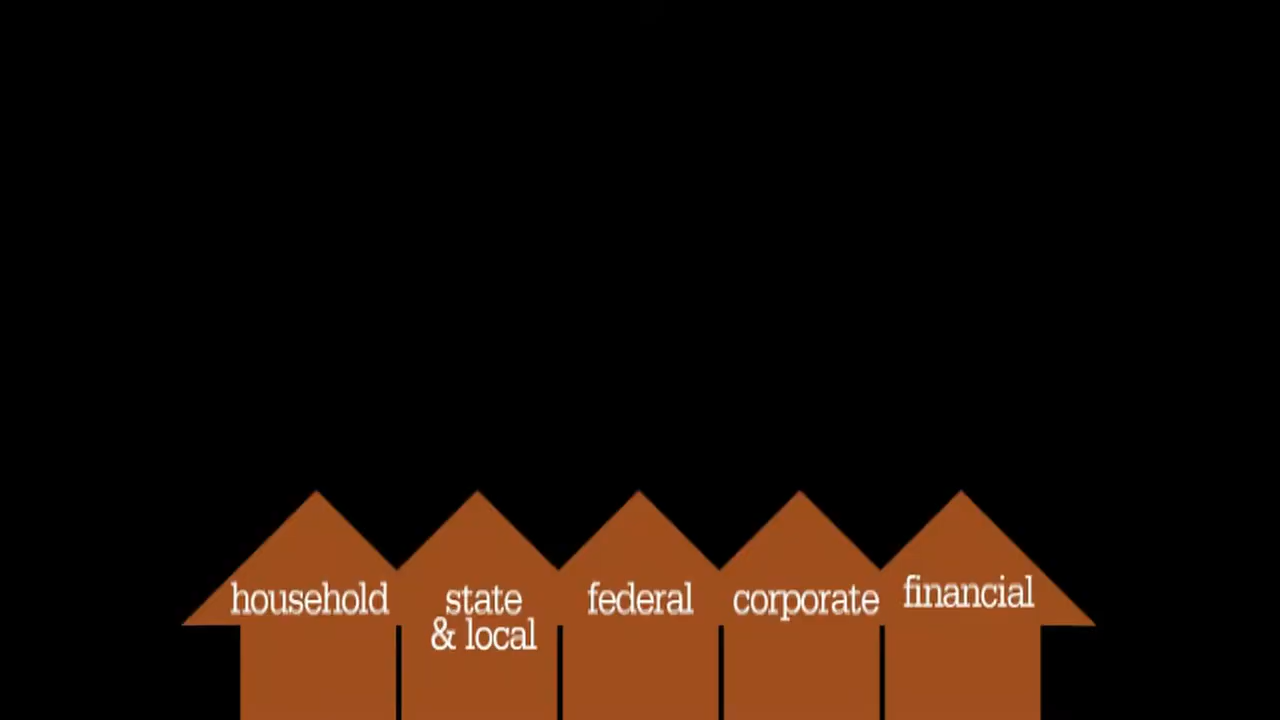 household
state
& local
federal
corporate
financial